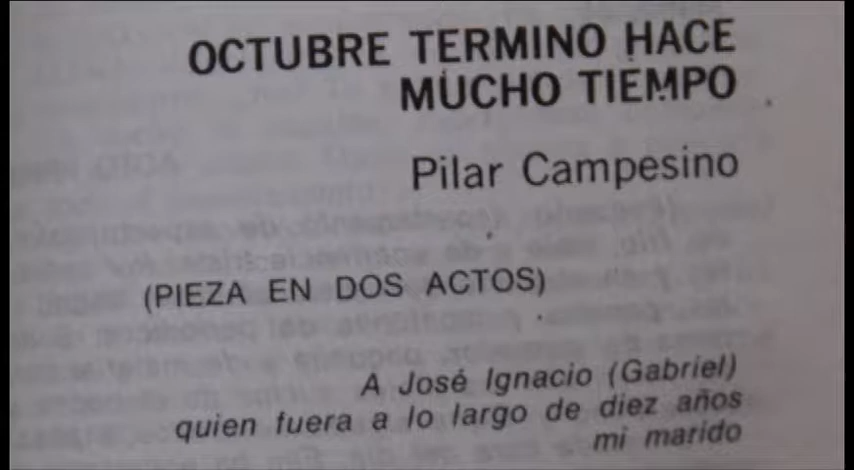 OCTUBRE TERMINO HACE
MUCHO TIEMPO
Pilar Campesino
(PIEZA EN DOS ACTOS)
A José Ignacio (Gabriel)
quien fuera a lo largo de diez años
mi marido